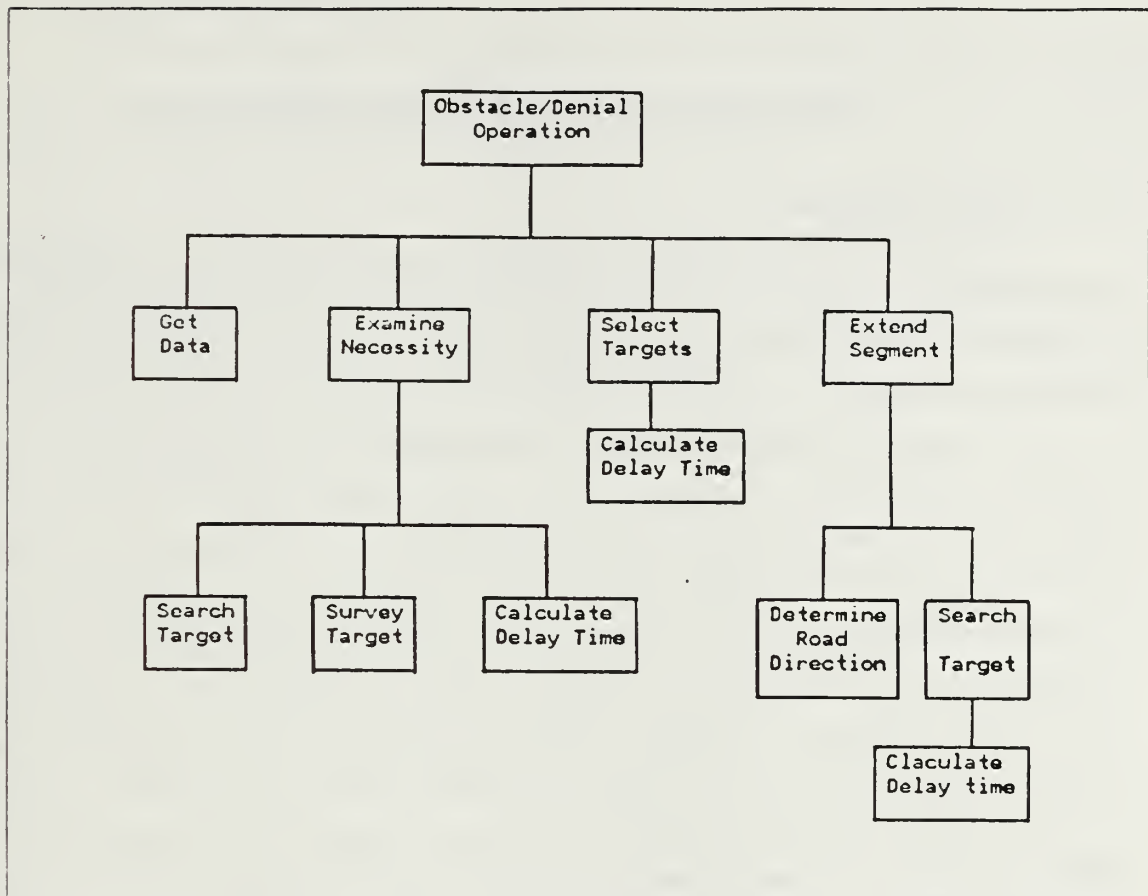 Obstacle/Denial
Operation
Get
Data
Examine
Necessity
Select
Targets
Extend
Segment
Calculate
Delay Time
Search
Target
Survey
Target
Calculate
Delay Time
Determine
Road
Direction
Search
Target
Claculate
Delay time